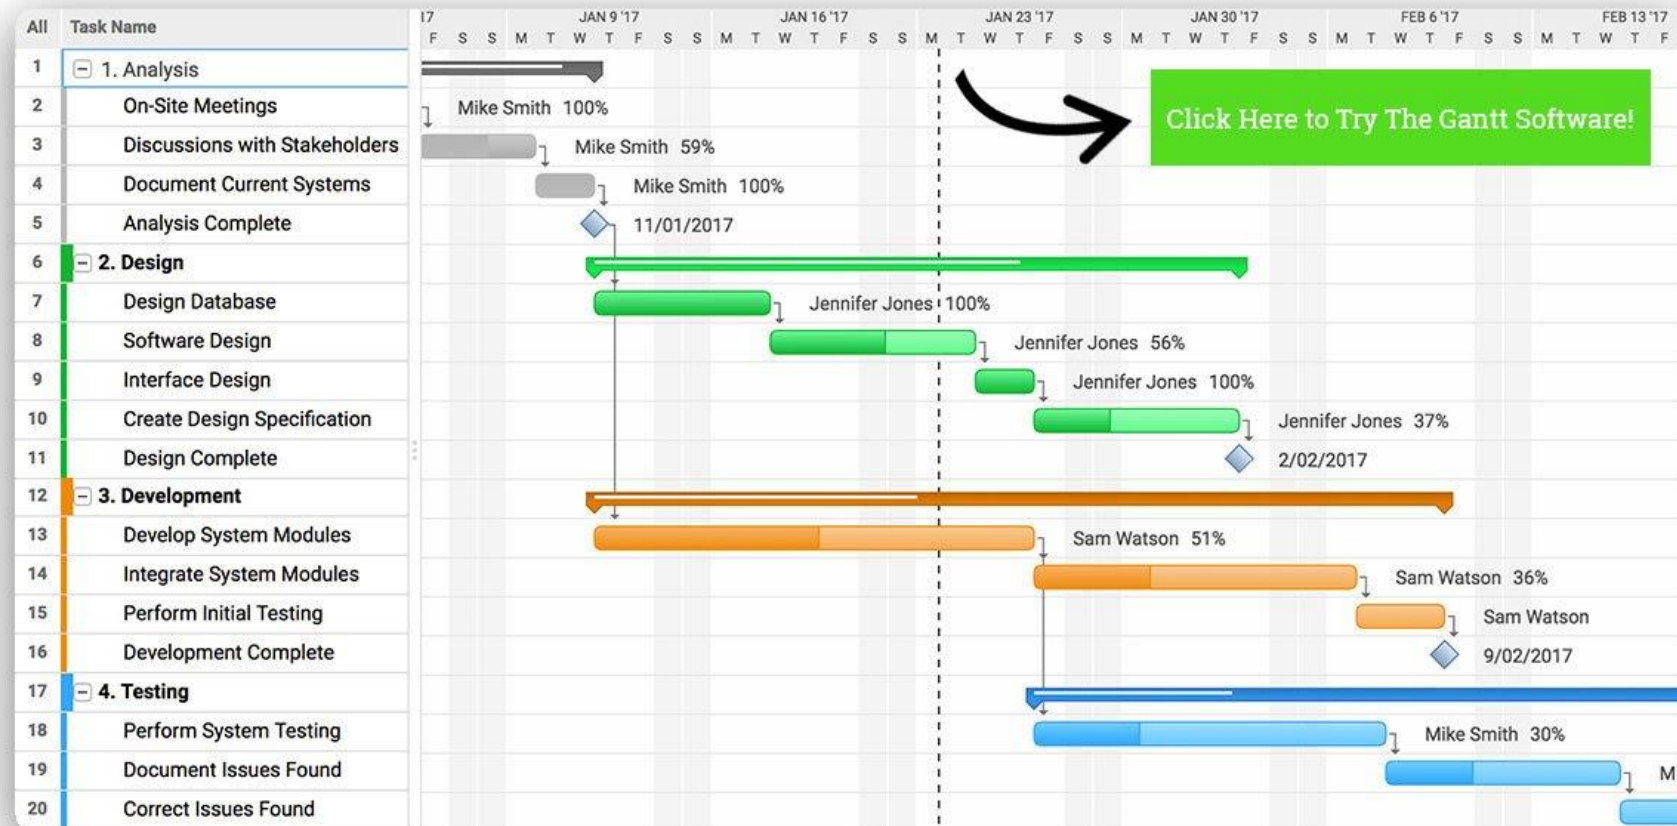 All Task Name 17 JAN 9 '17 JAN 16 '17 JAN 23 '17 JAN 30 '17 FEB 6 '17 FEB 13 '17
F S S M T W T F S S M T W T F S S M T W T F S S M T W T F S S M T W T F S S M T W T F
1 1. Analysis
2 On-Site Meetings Mike Smith 100%
Click Here to Try The Gantt Software!
3 Discussions with Stakeholders Mike Smith 59%
4 Document Current Systems Mike Smith 100%
5 Analysis Complete 11/01/2017
6 2. Design
7 Design Database Jennifer Jones 100%
8 Software Design Jennifer Jones 56%
9 Interface Design Jennifer Jones 100%
10 Create Design Specification Jennifer Jones 37%
11 Design Complete 2/02/2017
12 3. Development
13 Develop System Modules Sam Watson 51%
14 Integrate System Modules Sam Watson 36%
15 Perform Initial Testing Sam Watson
16 Development Complete 9/02/2017
17 4. Testing
18 Perform System Testing Mike Smith 30%
19 Document Issues Found M
20 Correct Issues Found